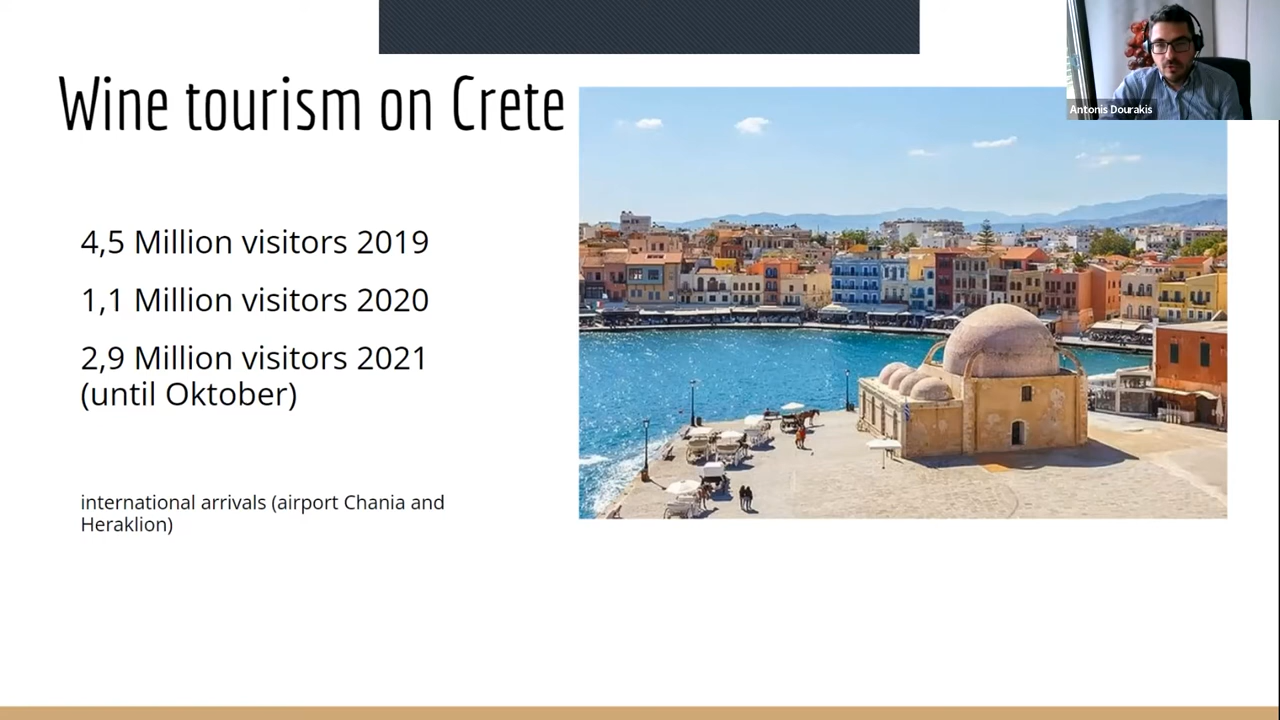 Wine tourism on Crete
Antonis Dourakis
4,5 Million visitors 2019
1,1 Million visitors 2020
2,9 Million visitors 2021
(until Oktober)
international arrivals (airport Chania and
Heraklion)